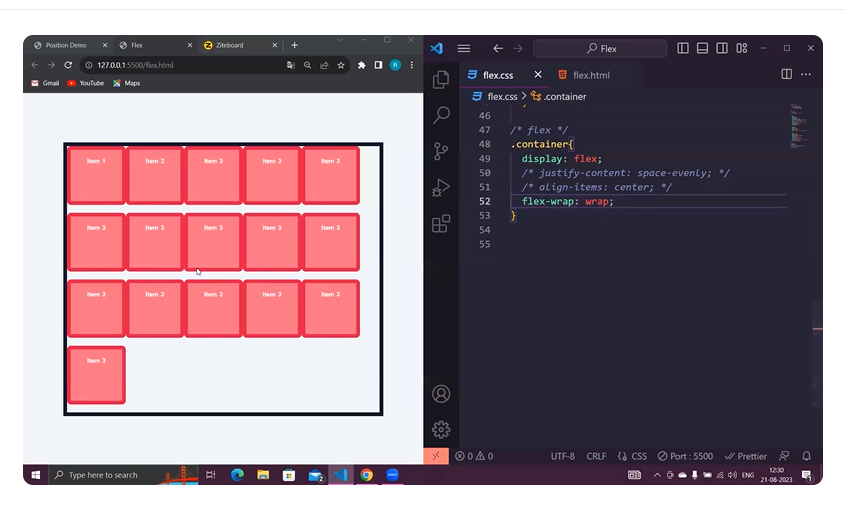 Position Demo
Flex
Ziteboard
127.0.0.1:5500/flex.html
R
Gmail
YouTube
Maps
Item 1
Item 2
Item 3
Item 3
Item 3
Item 3
Item 3
Item 3
Item 3
Item 3
Item 3
Item 3
Item 3
Item 3
Item 3
Item 3
Flex
flex.css
flex.html
flex.css > .container
46
47 /* flex */
48 .container{
49 display: flex;
50 /* justify-content: space-evenly; */
51 /* align-items: center; */
52 flex-wrap: wrap;
53 }
54
55
0 0 UTF-8 CRLF CSS Port : 5500 Prettier
Type here to search
ENG
12:30
21-08-2023